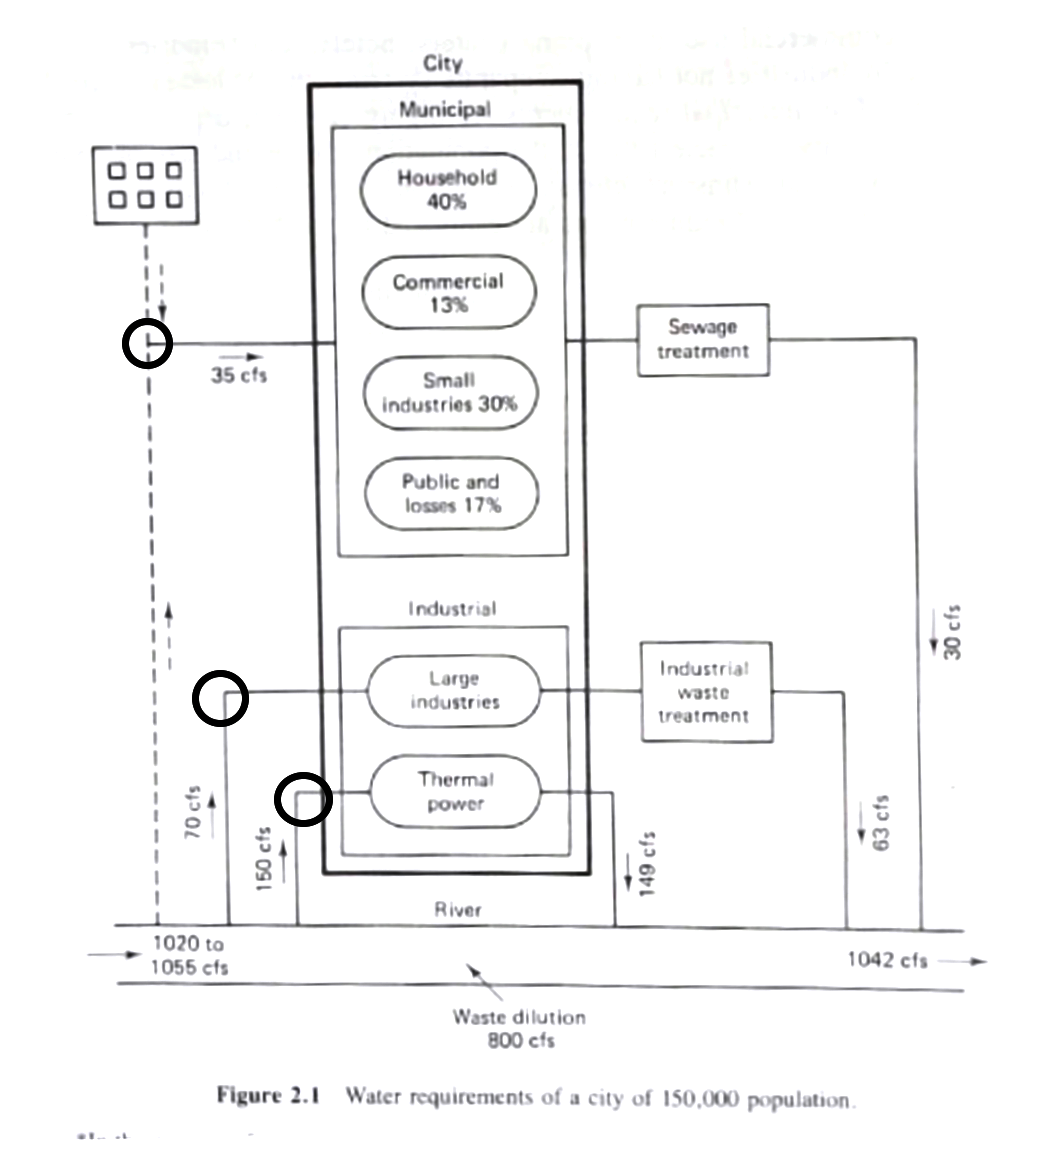 City
Municipal
Household
40%
Commercial
13%
Small
industries 30%
Public and
losses 17%
35 cfs
Sewage
treatment
30 cfs
Industrial
Large
industries
Thermal
power
Industrial
waste
treatment
70 cfs
150 cfs
149 cfs
63 cfs
River
1020 to
1055 cfs
1042 cfs
Waste dilution
800 cfs
Figure 2.1 Water requirements of a city of 150,000 population.